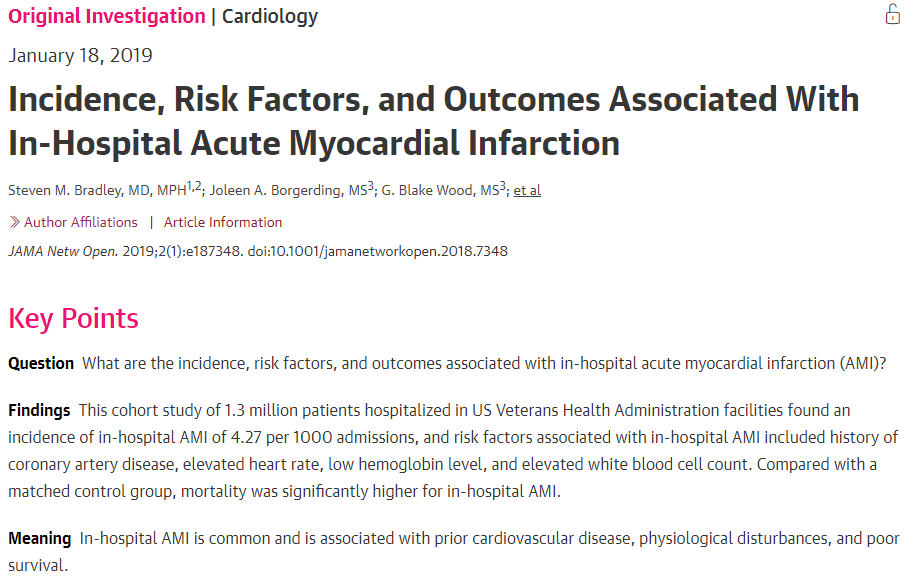 Original Investigation | Cardiology
January 18, 2019
Incidence, Risk Factors, and Outcomes Associated With
In-Hospital Acute Myocardial Infarction
Steven M. Bradley, MD, MPH1,2; Joleen A. Borgerding, MS3; G. Blake Wood, MS3; et al
Author Affiliations | Article Information
JAMA Netw Open. 2019;2(1):e187348. doi:10.1001/jamanetworkopen.2018.7348
Key Points
Question What are the incidence, risk factors, and outcomes associated with in-hospital acute myocardial infarction (AMI)?
Findings This cohort study of 1.3 million patients hospitalized in US Veterans Health Administration facilities found an
incidence of in-hospital AMI of 4.27 per 1000 admissions, and risk factors associated with in-hospital AMI included history of
coronary artery disease, elevated heart rate, low hemoglobin level, and elevated white blood cell count. Compared with a
matched control group, mortality was significantly higher for in-hospital AMI.
Meaning In-hospital AMI is common and is associated with prior cardiovascular disease, physiological disturbances, and poor
survival.